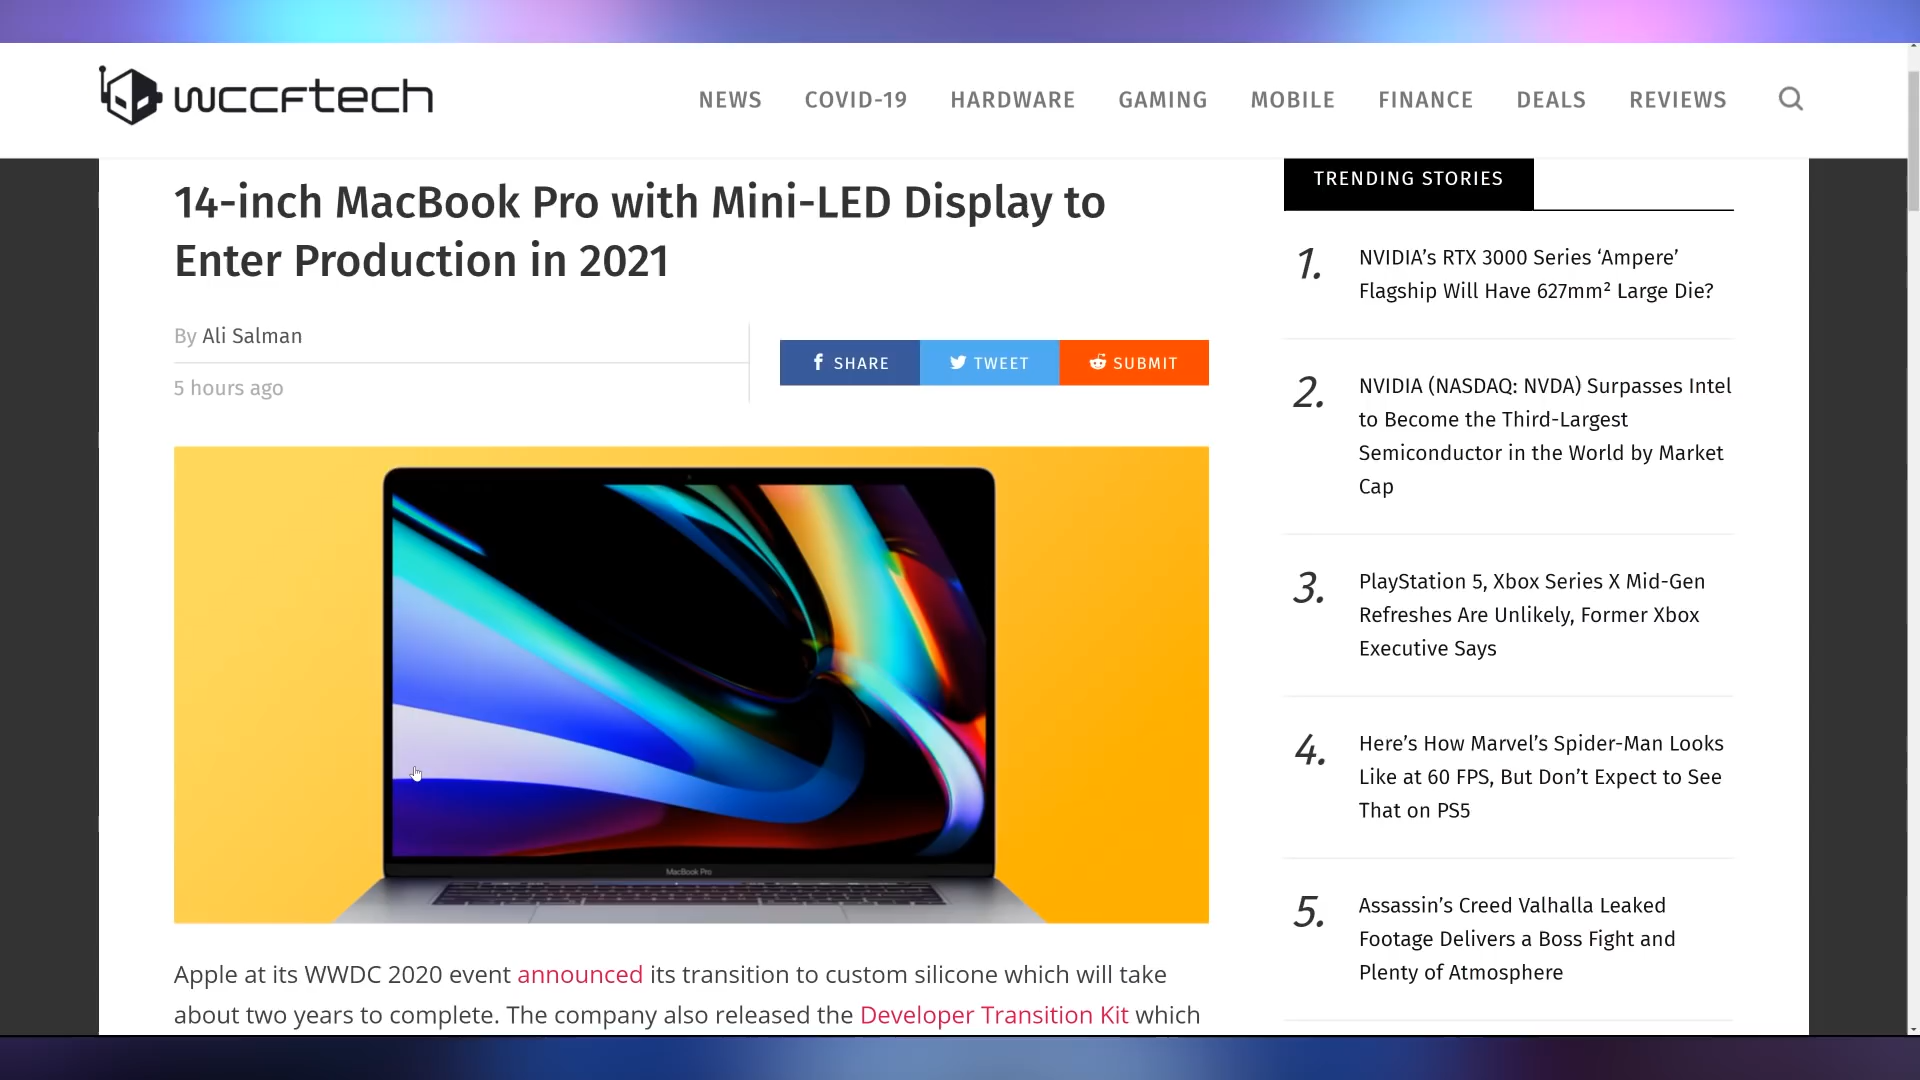 wccftech
NEWS COVID-19 HARDWARE GAMING MOBILE FINANCE DEALS REVIEWS
14-inch MacBook Pro with Mini-LED Display to
Enter Production in 2021
By Ali Salman
5 hours ago
SHARE TWEET SUBMIT
MacBook Pro
Apple at its WWDC 2020 event announced its transition to custom silicone which will take
about two years to complete. The company also released the Developer Transition Kit which
TRENDING STORIES
1. NVIDIA’s RTX 3000 Series ‘Ampere’
Flagship Will Have 627mm² Large Die?
2. NVIDIA (NASDAQ: NVDA) Surpasses Intel
to Become the Third-Largest
Semiconductor in the World by Market
Cap
3. PlayStation 5, Xbox Series X Mid-Gen
Refreshes Are Unlikely, Former Xbox
Executive Says
4. Here’s How Marvel’s Spider-Man Looks
Like at 60 FPS, But Don’t Expect to See
That on PS5
5. Assassin’s Creed Valhalla Leaked
Footage Delivers a Boss Fight and
Plenty of Atmosphere